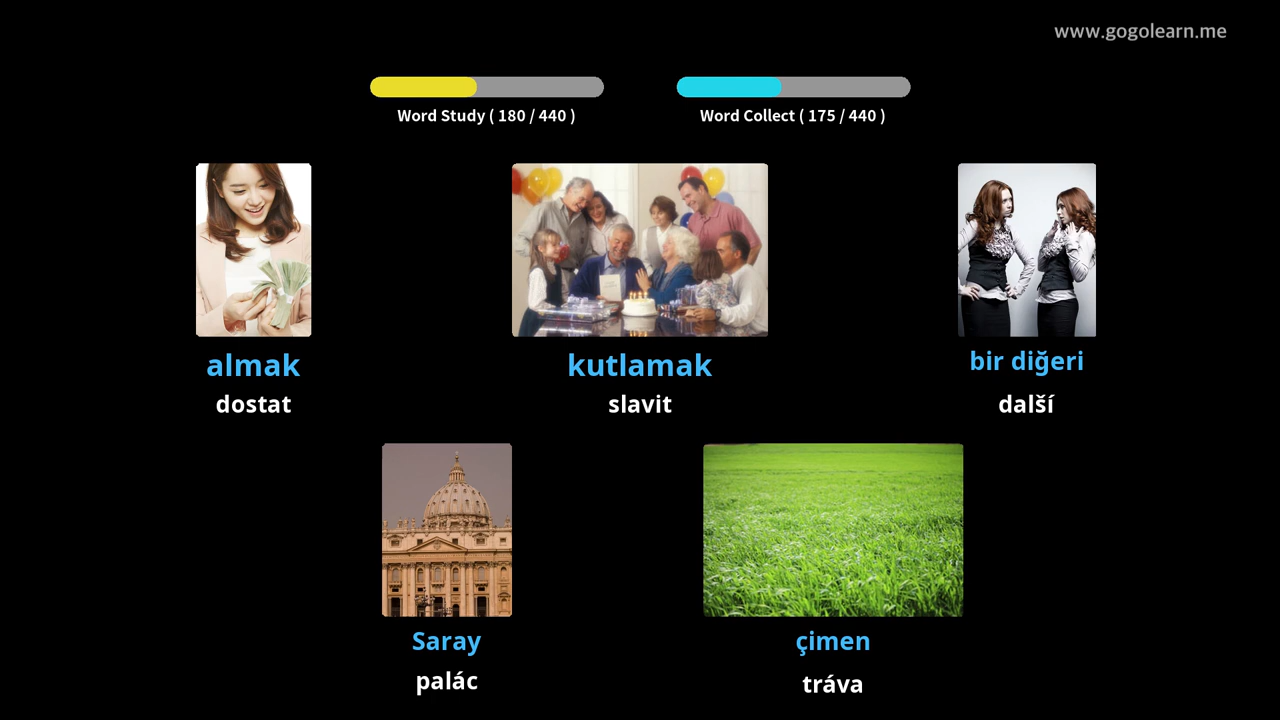 www.gogolearn.me
Word Study ( 180 / 440 )
Word Collect ( 175 / 440 )
almak
dostat
kutlamak
slavit
bir diğeri
další
Saray
palác
çimen
tráva